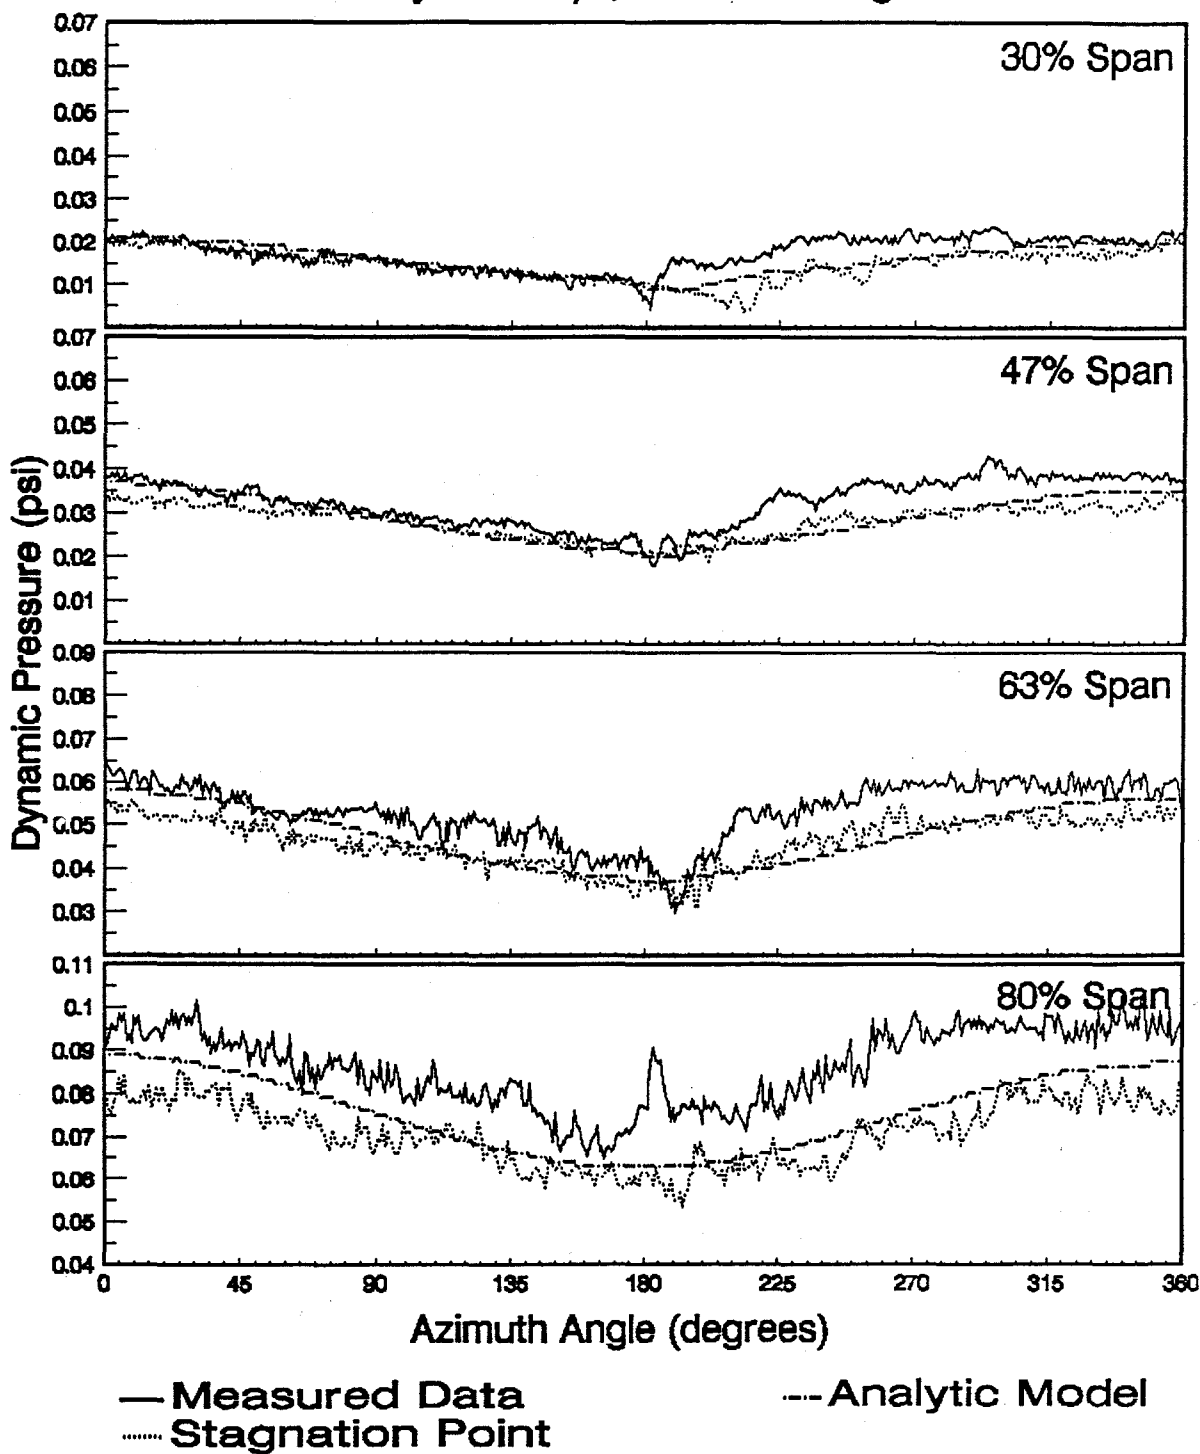 0.07
30% Span
0.06
0.05
0.04
0.03
0.02
0.01
0.07
47% Span
0.06
0.05
0.04
0.03
0.02
0.01
0.09
63% Span
0.08
0.07
0.06
0.05
0.04
0.03
0.11
80% Span
0.1
0.09
0.08
0.07
0.06
0.05
0.04
0 45 90 135 180 225 270 315 360
Dynamic Pressure (psi)
Azimuth Angle (degrees)
Measured Data
Analytic Model
Stagnation Point